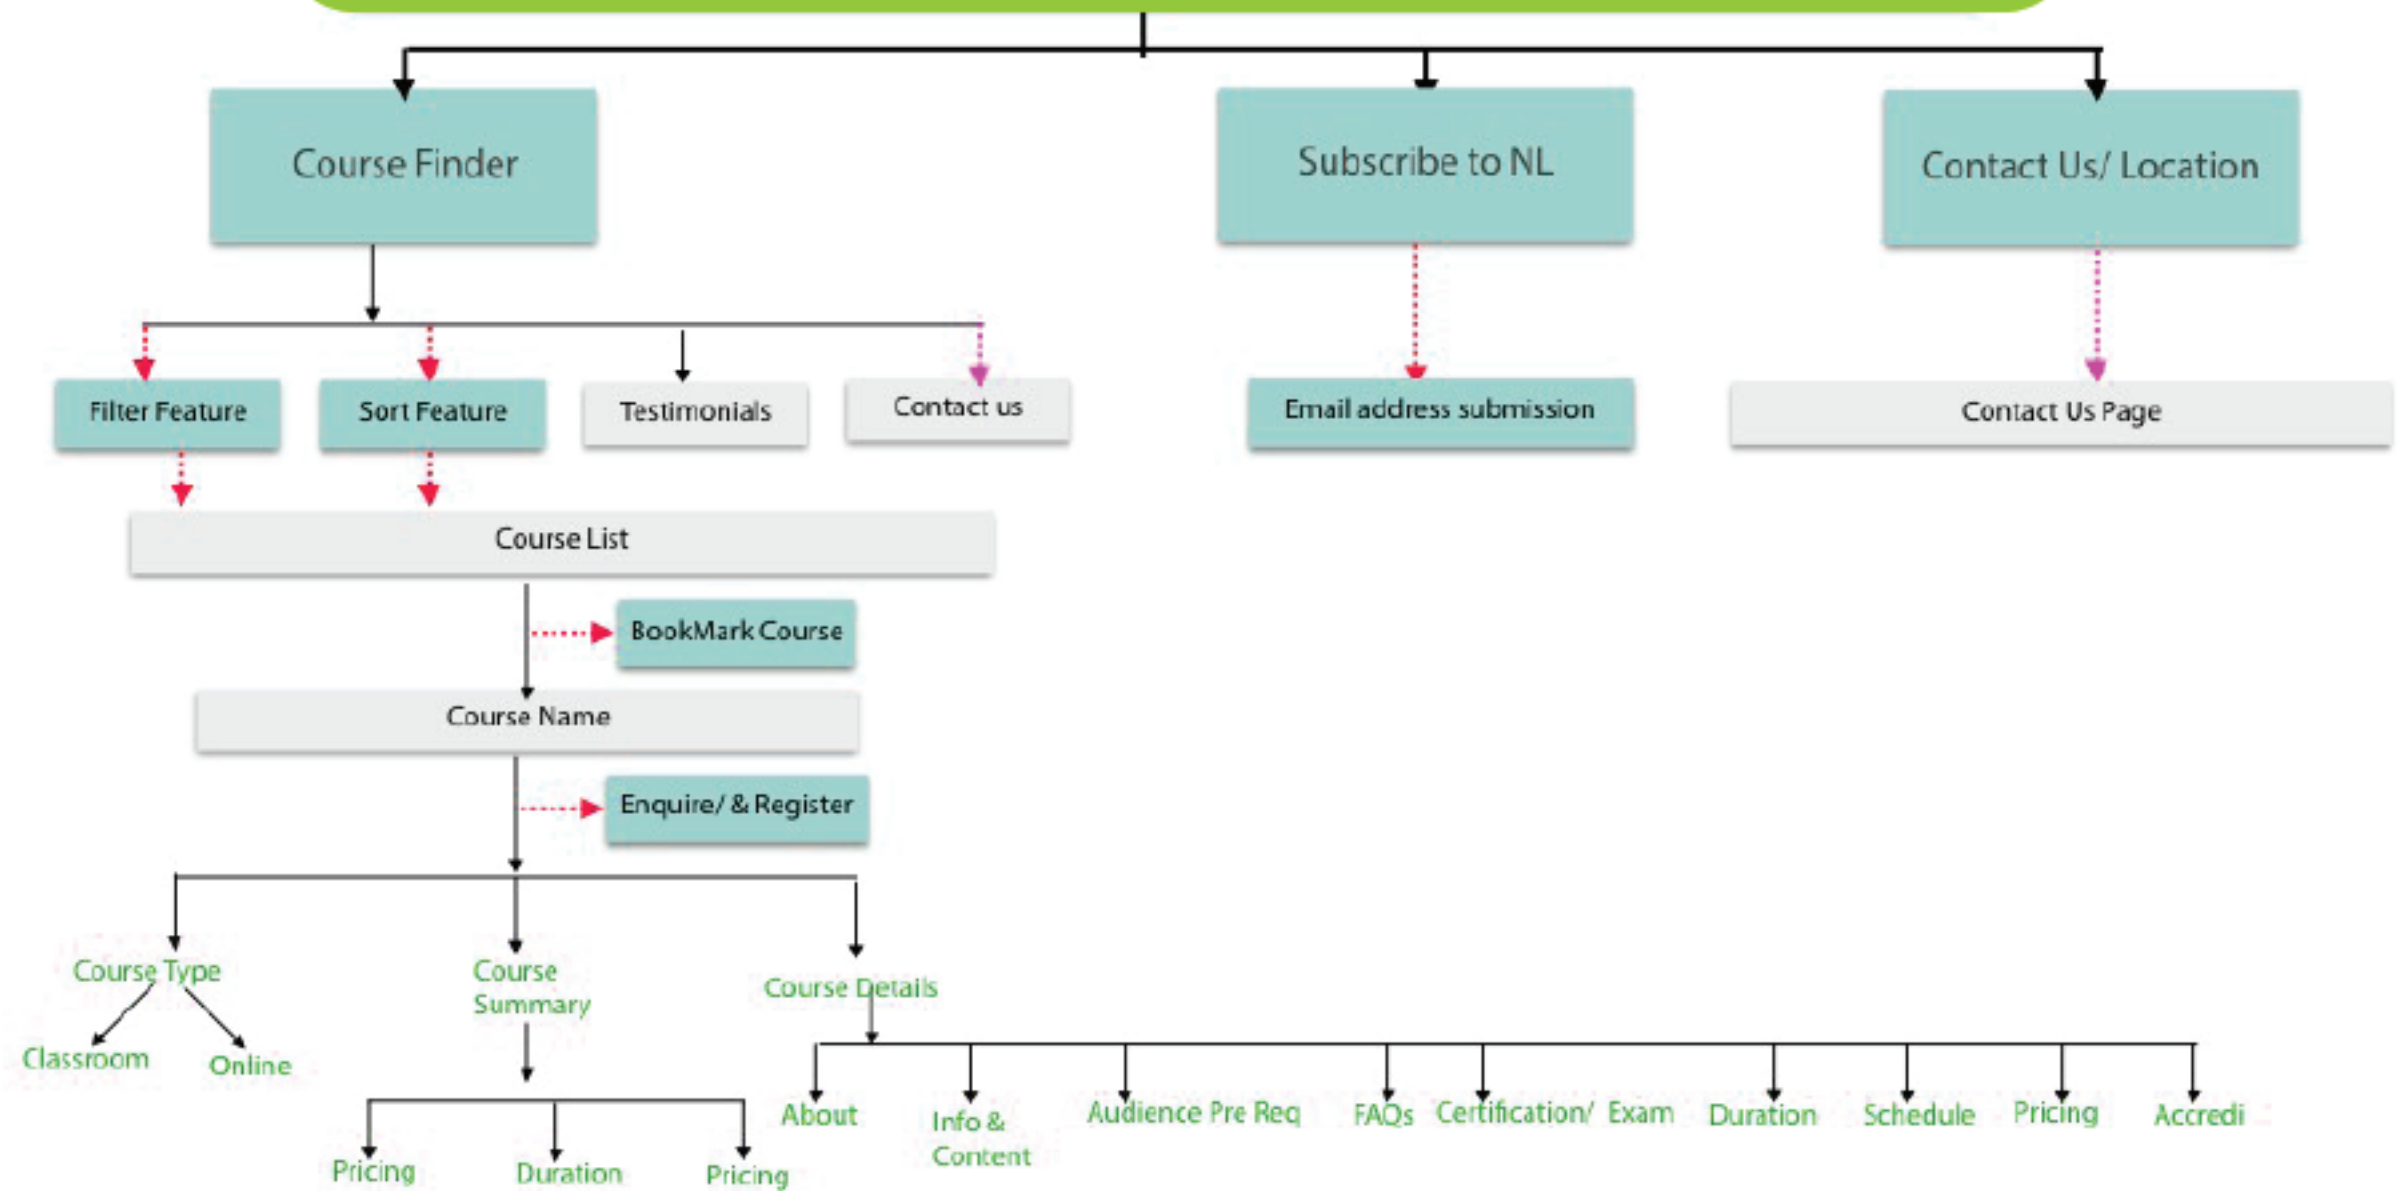 Course Finder
Subscribe to NL
Contact Us/ Location
Filter Feature
Sort Feature
Testimonials
Contact us
Email address submission
Contact Us Page
Course List
BookMark Course
Course Name
Enquire/ & Register
Course Type
Course
Summary
Course Details
Classroom
Online
About
Info &
Content
Audience Pre Req
FAQs
Certification/ Exam
Duration
Schedule
Pricing
Accredi
Pricing
Duration
Pricing